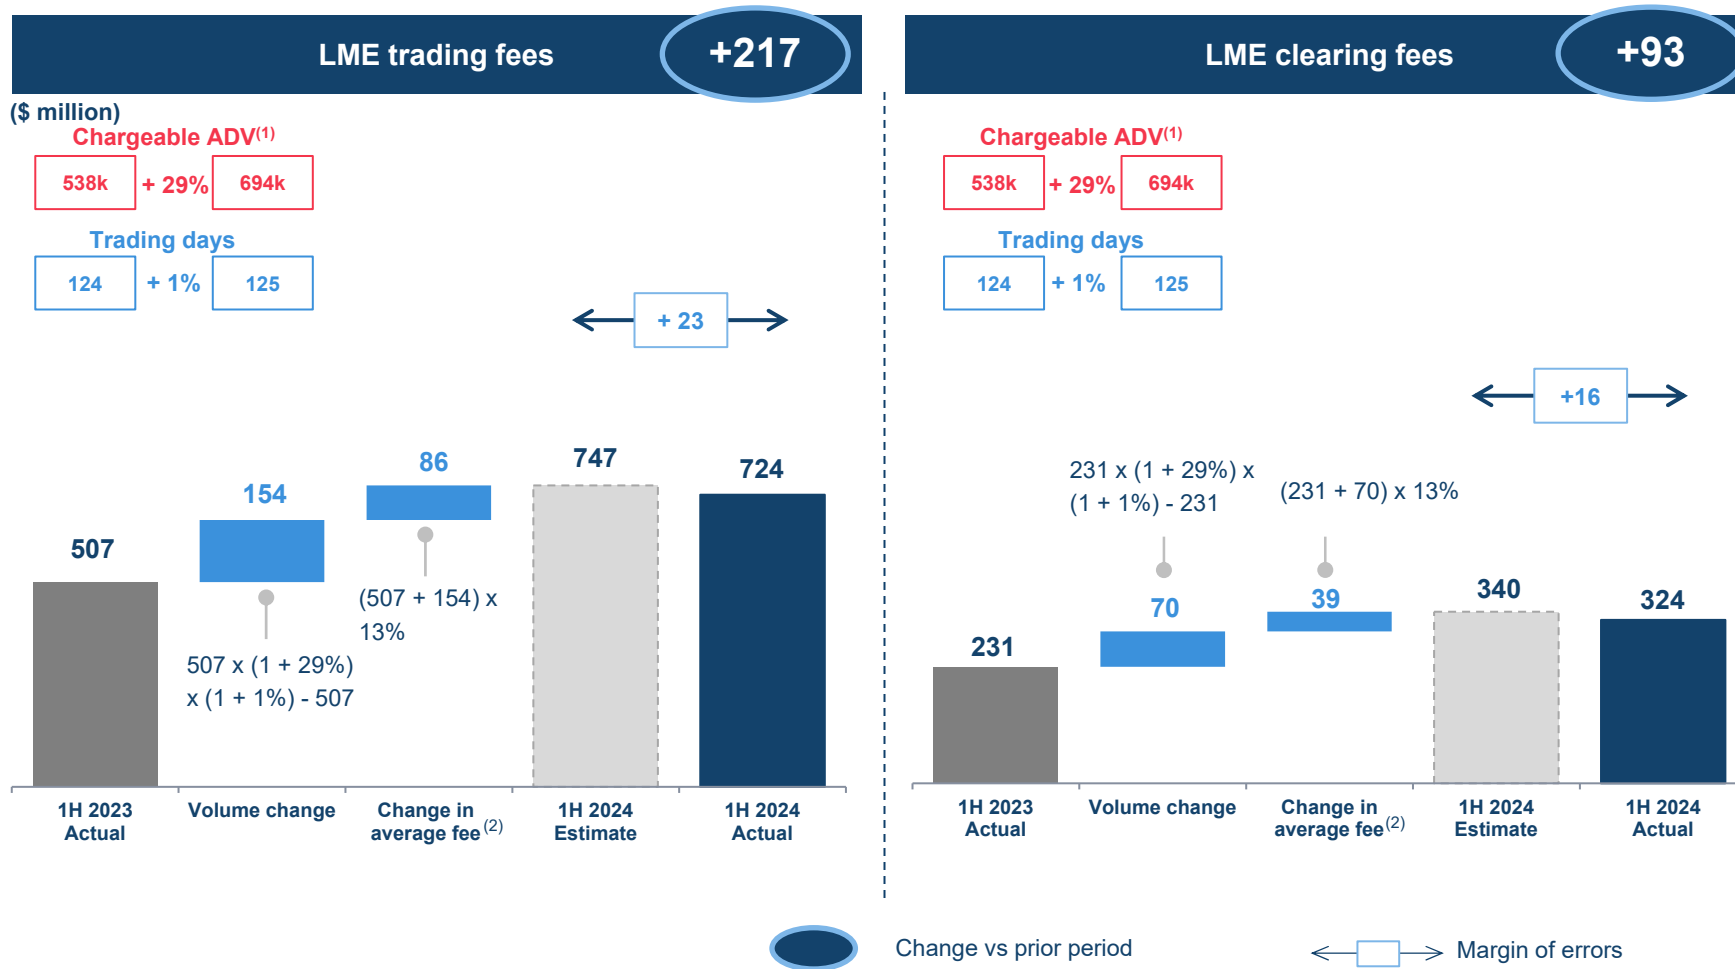 LME trading fees
+217
($ million)
Chargeable ADV(1)
538k
+ 29%
694k
Trading days
124
+ 1%
125
+ 23
507
154
86
747
724
(507 + 154) x
13%
507 x (1 + 29%)
x (1 + 1%) - 507
1H 2023
Actual
Volume change
Change in
average fee(2)
1H 2024
Estimate
1H 2024
Actual
LME clearing fees
+93
Chargeable ADV(1)
538k
+ 29%
694k
Trading days
124
+ 1%
125
+16
231 x (1 + 29%) x
(1 + 1%) - 231
(231 + 70) x 13%
231
70
39
340
324
1H 2023
Actual
Volume change
Change in
average fee(2)
1H 2024
Estimate
1H 2024
Actual
Change vs prior period
Margin of errors